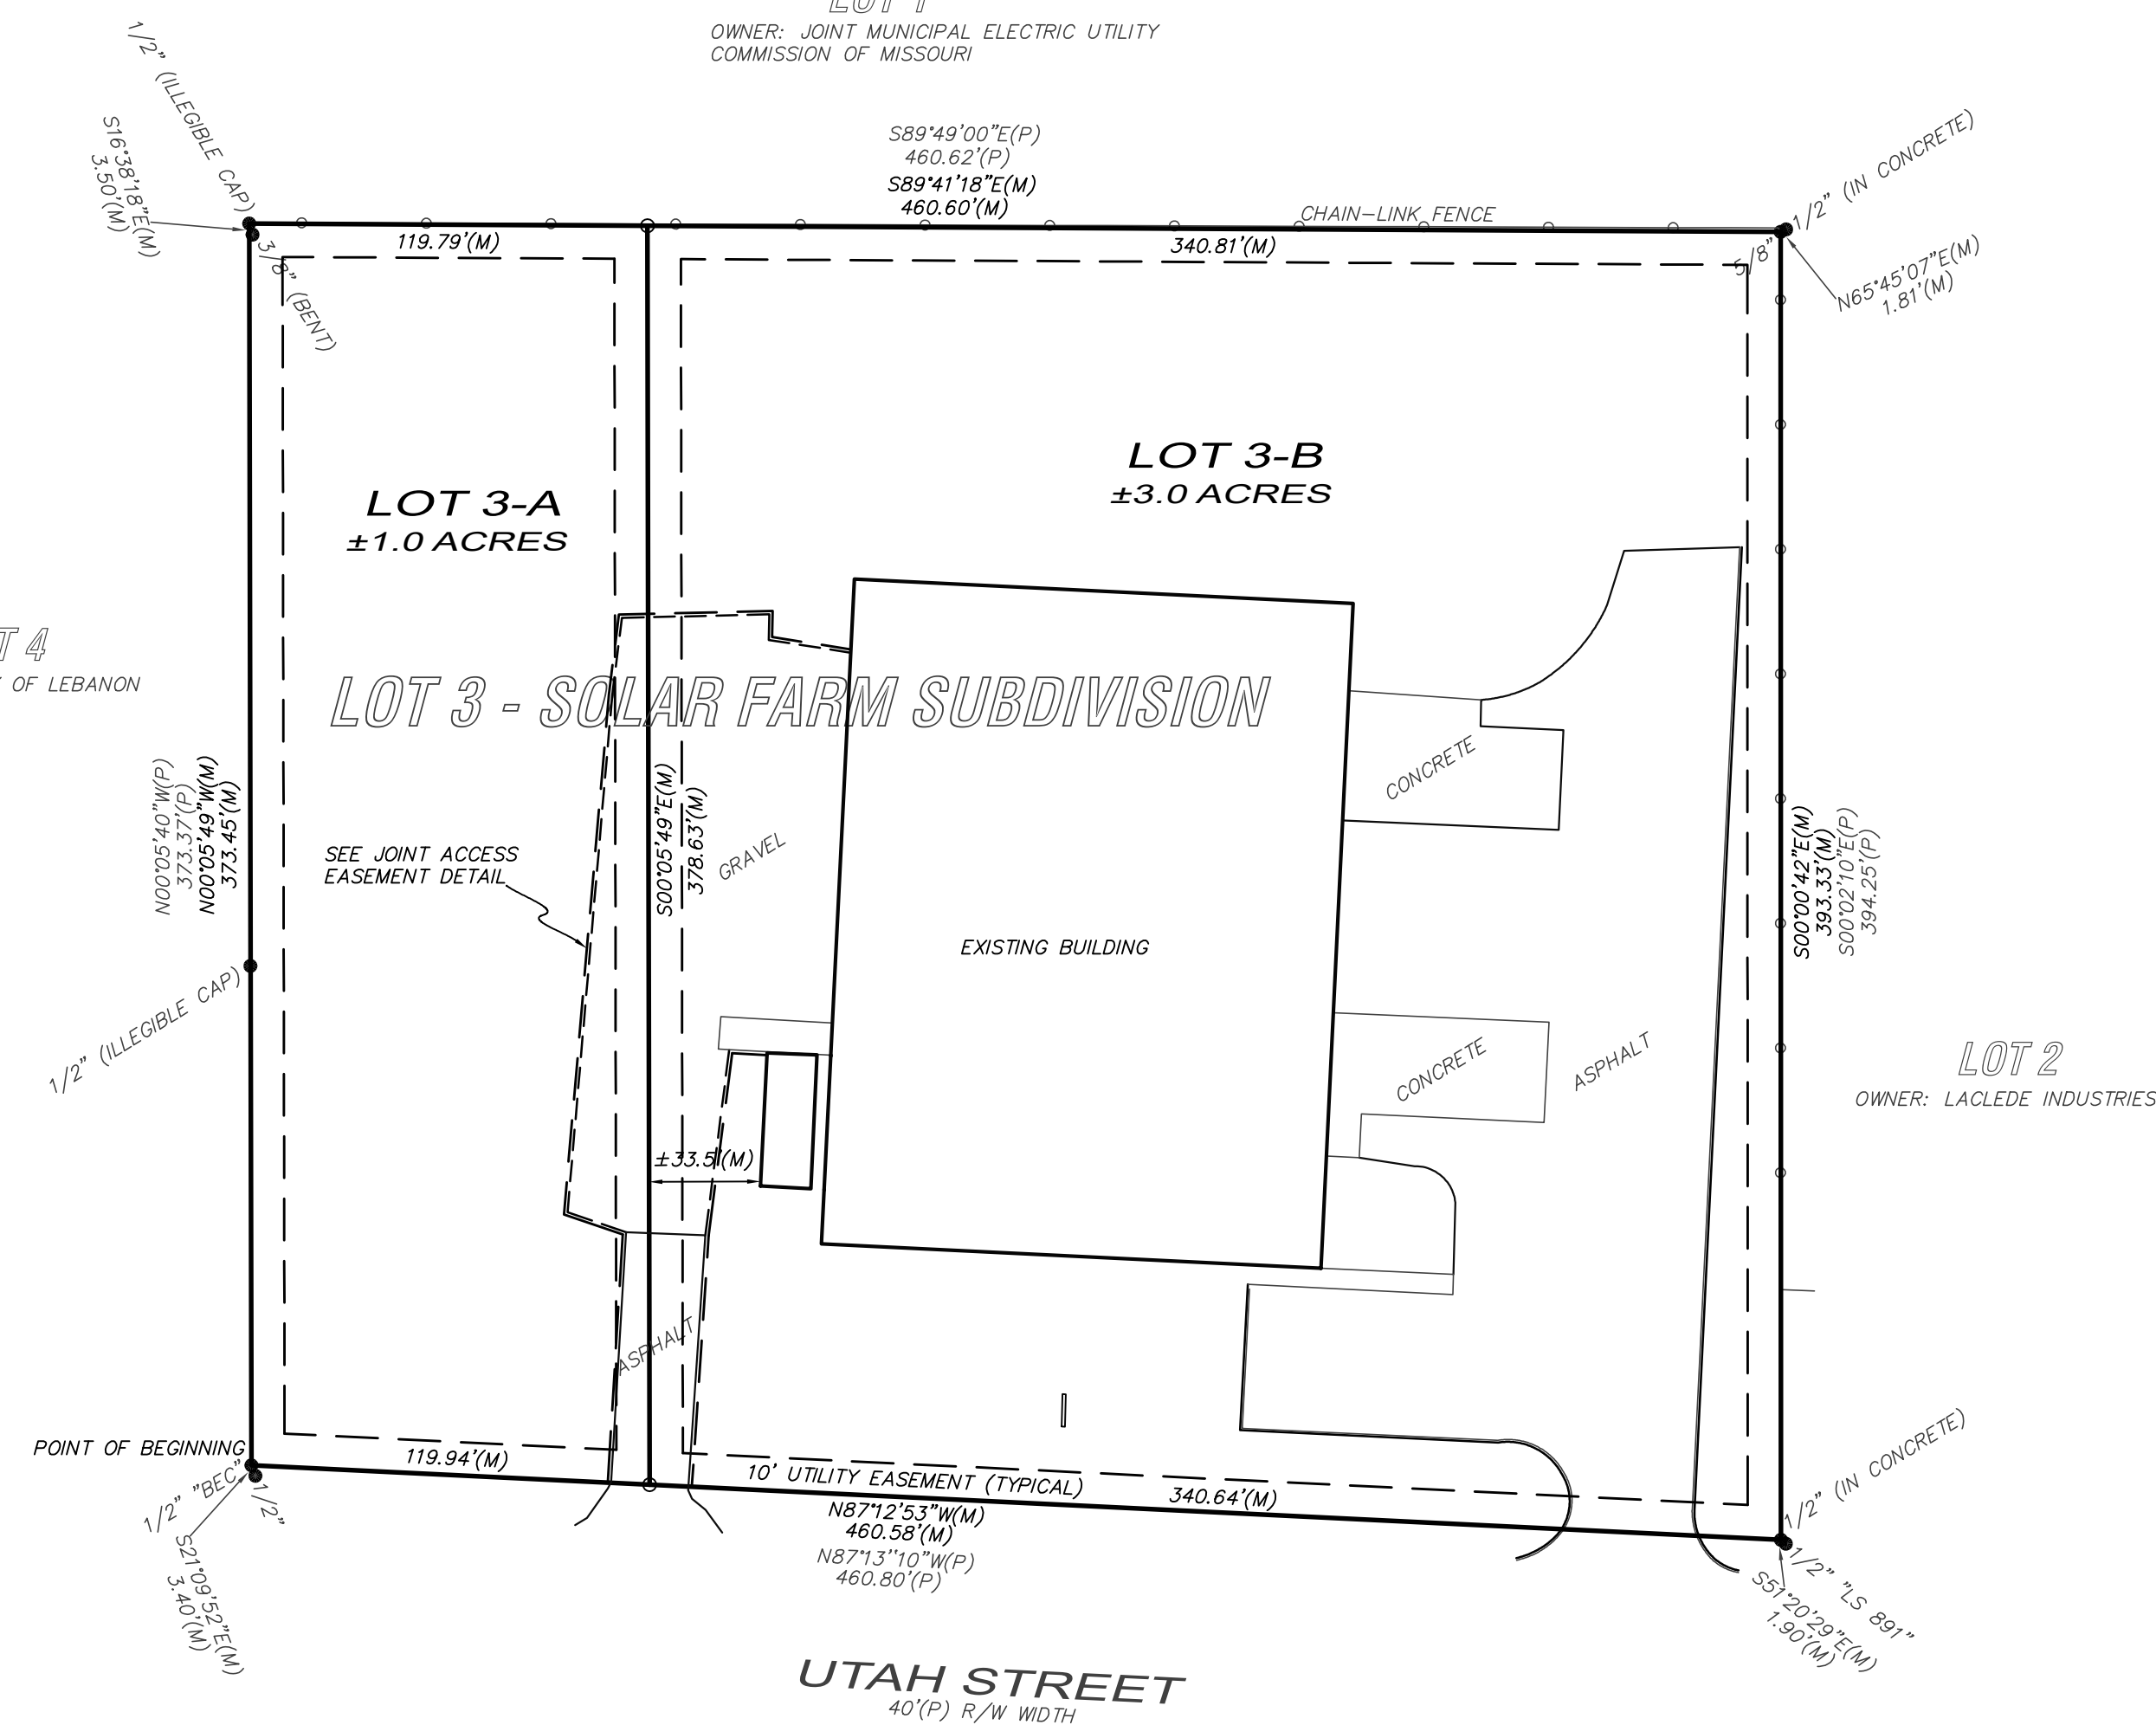 LOT 1
OWNER: JOINT MUNICIPAL ELECTRIC UTILITY
COMMISSION OF MISSOURI
1/2" (ILLEGIBLE CAP)
S16°38'18"E(M)
3.50'(M)
3/8" (BENT)
S89°49'00"E(P)
460.62'(P)
S89°41'18"E(M)
460.60'(M)
CHAIN-LINK FENCE
119.79'(M)
340.81'(M)
1/2" (IN CONCRETE)
5/8"
N65°45'07"E(M)
1.81'(M)
LOT 3-B
±3.0 ACRES
LOT 3-A
±1.0 ACRES
OF LEBANON
LOT 3 - SOLAR FARM SUBDIVISION
N00°05'40"W(P)
373.37'(P)
N00°05'49"W(M)
373.45'(M)
SEE JOINT ACCESS
EASEMENT DETAIL
S00°05'49"E(M)
378.63'(M)
GRAVEL
EXISTING BUILDING
CONCRETE
S00°00'42"E(M)
393.33'(M)
S00°02'10"E(P)
394.25'(P)
1/2" (ILLEGIBLE CAP)
CONCRETE
ASPHALT
LOT 2
OWNER: LACLEDE INDUSTRIES
±33.5'(M)
ASPHALT
POINT OF BEGINNING
1/2" "BEC"
1/2"
S21°09'52"E(M)
3.40'(M)
119.94'(M)
10' UTILITY EASEMENT (TYPICAL)
340.64'(M)
N87°12'53"W(M)
460.58'(M)
N87°13'10"W(P)
460.80'(P)
1/2" (IN CONCRETE)
1/2" "LS 891"
S51°20'29"E(M)
1.90'(M)
UTAH STREET
40'(P) R/W WIDTH